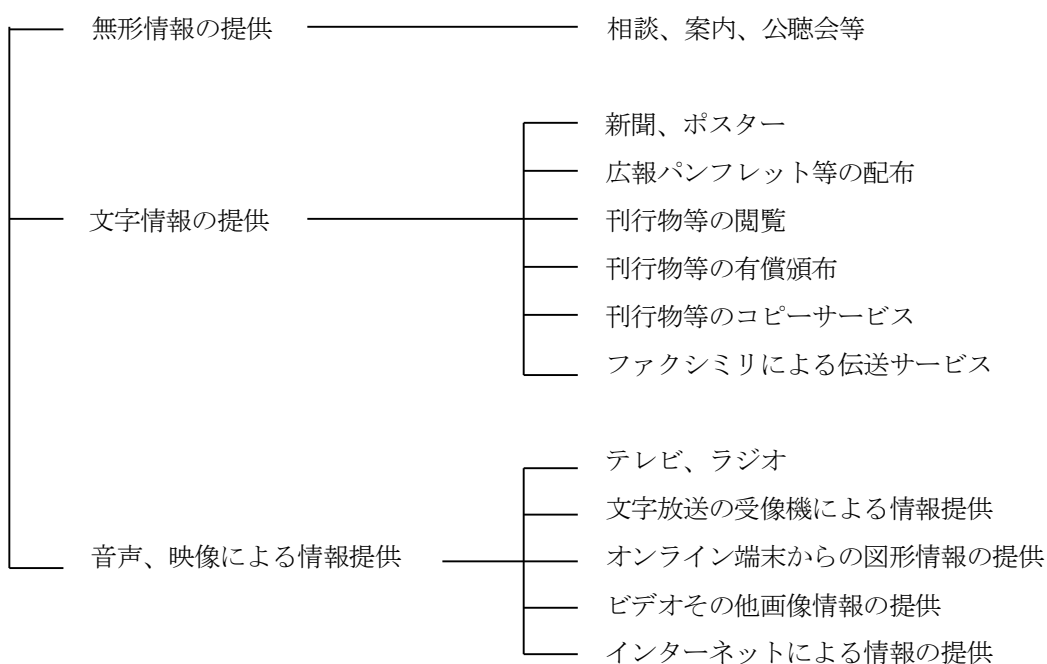 無形情報の提供
相談、案内、公聴会等
文字情報の提供
新聞、ポスター
広報パンフレット等の配布
刊行物等の閲覧
刊行物等の有償頒布
刊行物等のコピーサービス
ファクシミリによる伝送サービス
音声、映像による情報提供
テレビ、ラジオ
文字放送の受像機による情報提供
オンライン端末からの図形情報の提供
ビデオその他画像情報の提供
インターネットによる情報の提供